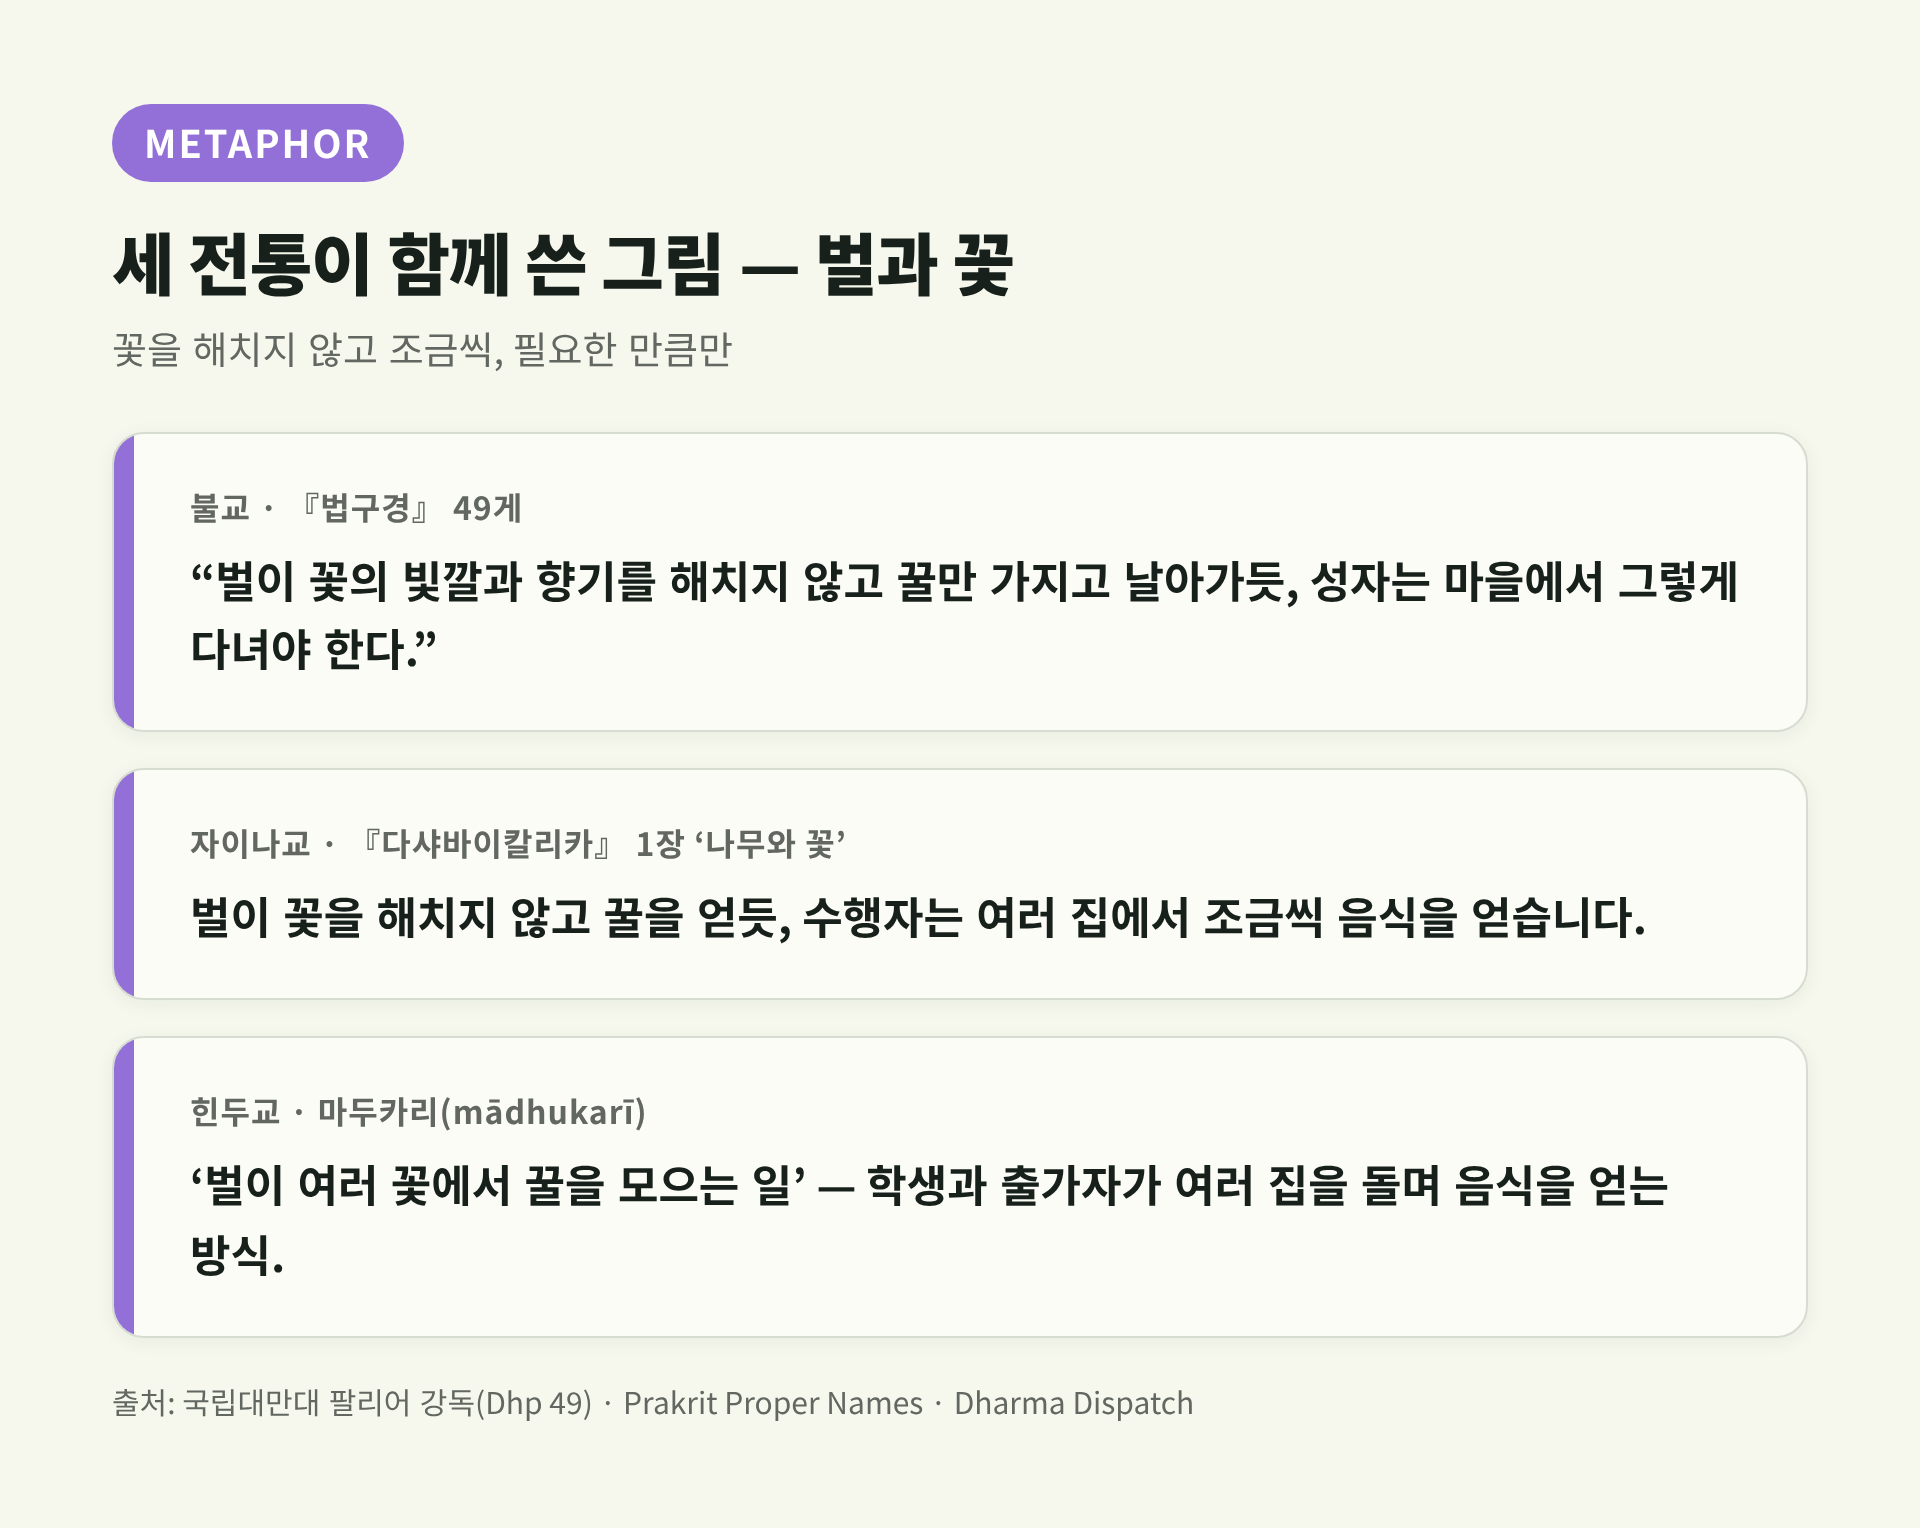 METAPHOR
세 전통이 함께 쓴 그림 — 벌과 꽃
꽃을 해치지 않고 조금씩, 필요한 만큼만
불교 · 『법구경』 49게
“벌이 꽃의 빛깔과 향기를 해치지 않고 꿀만 가지고 날아가듯, 성자는 마을에서 그렇게
다녀야 한다.”
자이나교 · 『다샤바이칼리카』 1장 ‘나무와 꽃’
벌이 꽃을 해치지 않고 꿀을 얻듯, 수행자는 여러 집에서 조금씩 음식을 얻습니다.
힌두교 · 마두카리(mādhukarī)
‘벌이 여러 꽃에서 꿀을 모으는 일’ — 학생과 출가자가 여러 집을 돌며 음식을 얻는
방식.
출처: 국립대만대 팔리어 강독(Dhp 49) · Prakrit Proper Names · Dharma Dispatch